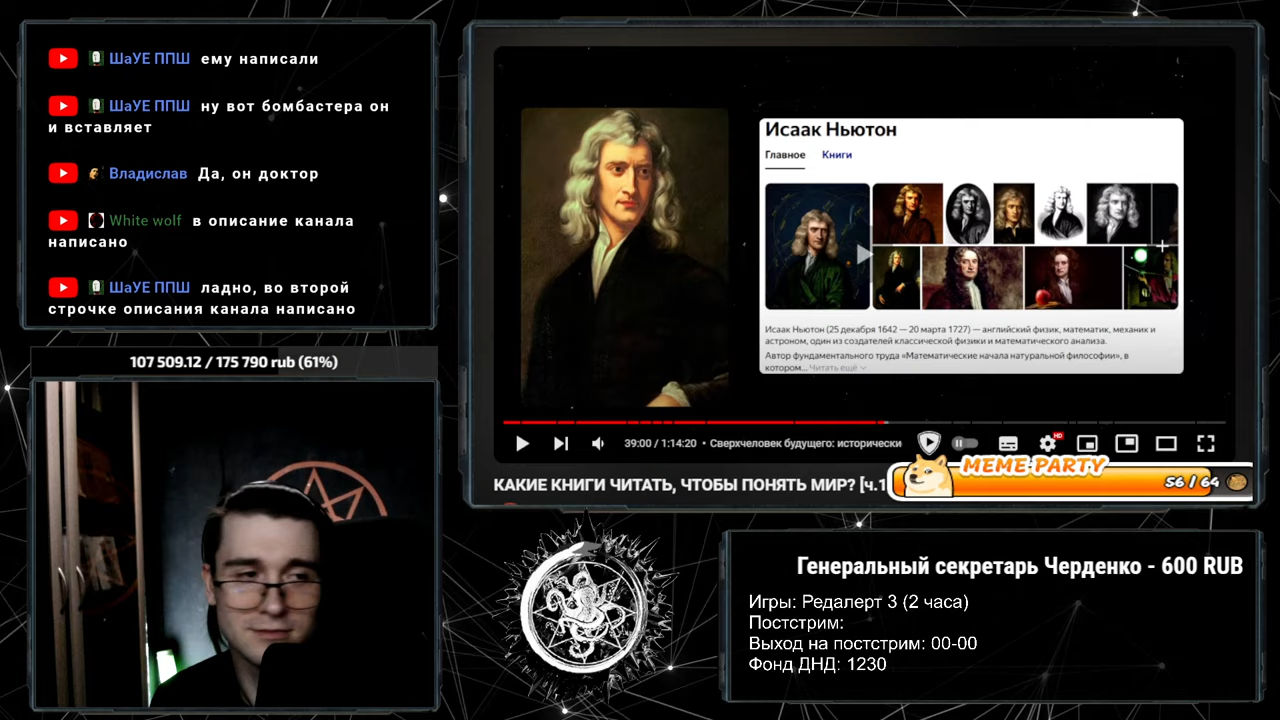 ШаУЕ ППШ ему написали
ШаУЕ ППШ ну вот бомбастера он
и вставляет
Владислав Да, он доктор
White wolf в описание канала
написано
ШаУЕ ППШ ладно, во второй
строчке описания канала написано
107 509.12 / 175 790 rub (61%)
Исаак Ньютон
Главное Книги
Исаак Ньютон (25 декабря 1642 — 20 марта 1727) — английский физик, математик, механик и
астроном, один из создателей классической физики и математического анализа.
Автор фундаментального труда «Математические начала натуральной философии», в
котором... Читать ещё
39:00 / 1:14:20 • Сверхчеловек будущего: исторически
HD
КАКИЕ КНИГИ ЧИТАТЬ, ЧТОБЫ ПОНЯТЬ МИР? [ч.1
MEME PARTY
56 / 64
Генеральный секретарь Черденко - 600 RUB
Игры: Редалерт 3 (2 часа)
Постстрим:
Выход на постстрим: 00-00
Фонд ДНД: 1230